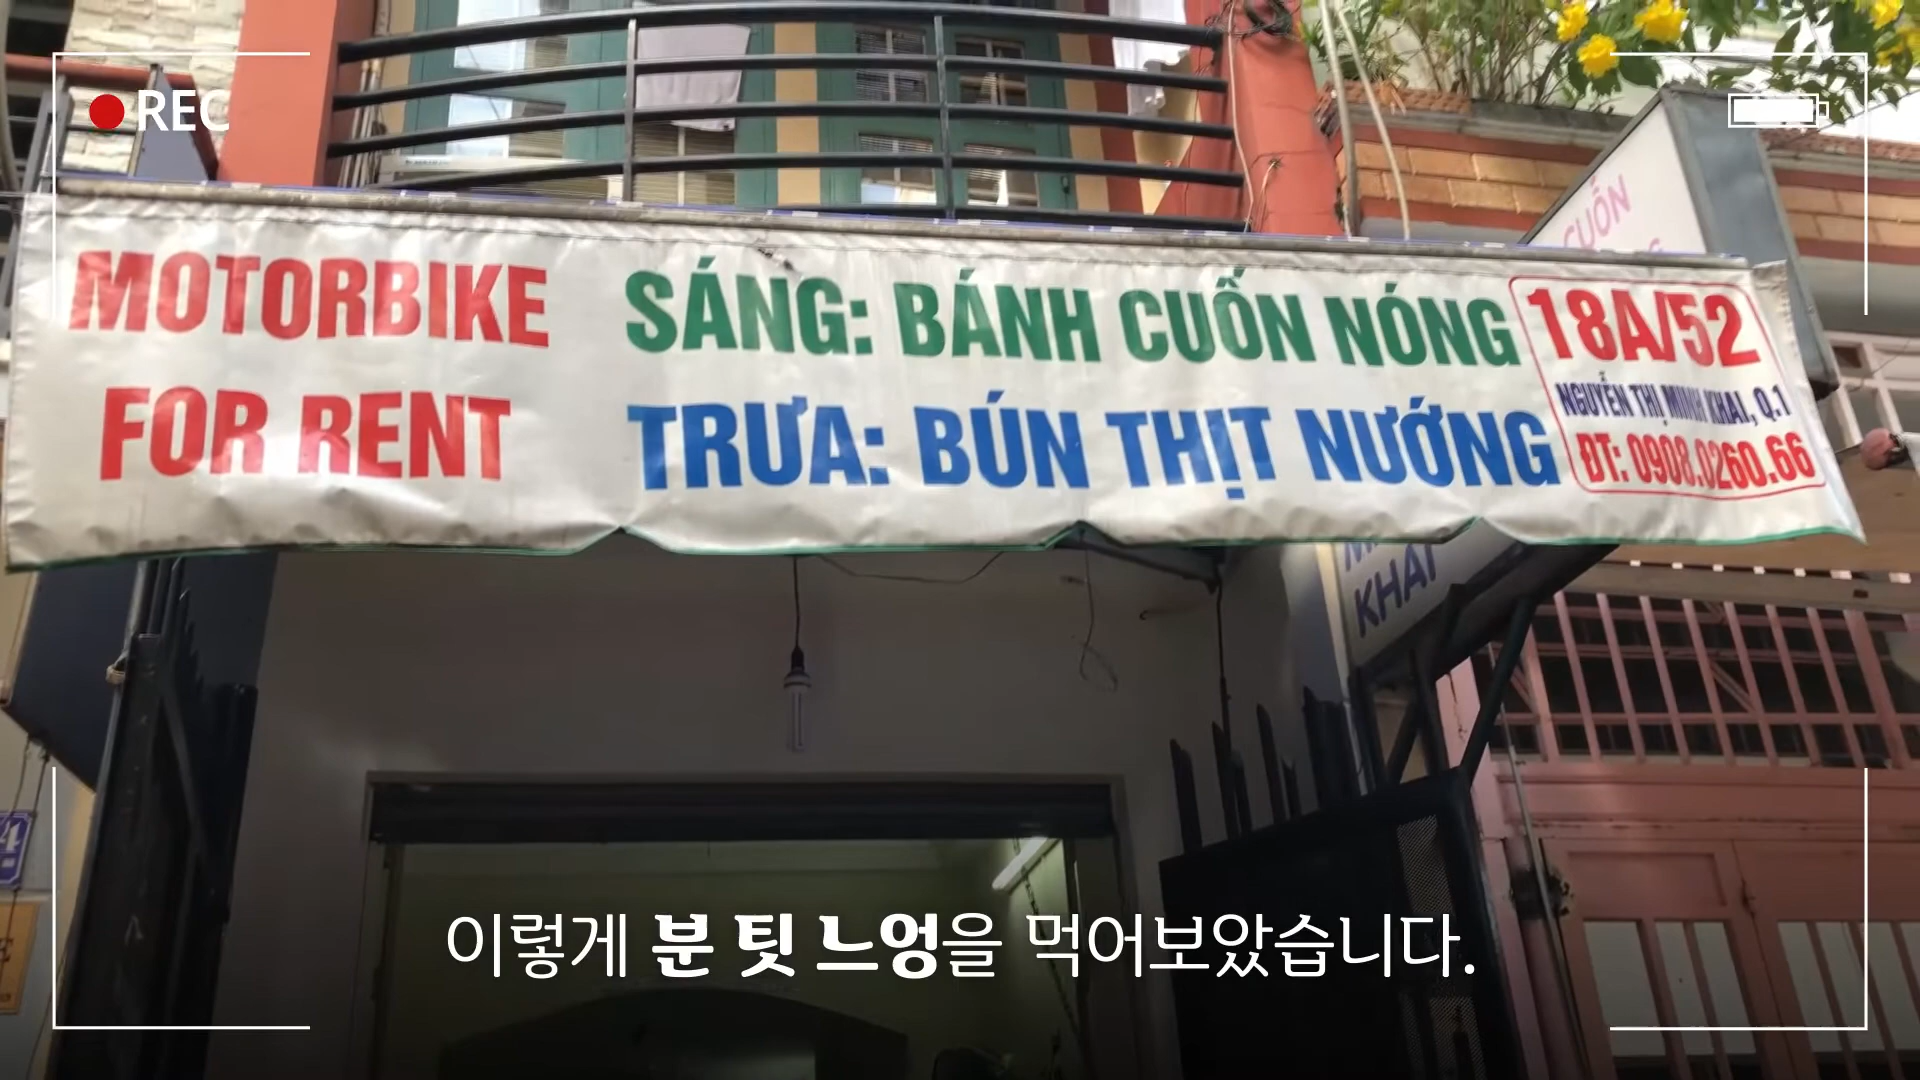 REC
CUỐN
MOTORBIKE
FOR RENT
SÁNG: BÁNH CUỐN NÓNG
TRƯA: BÚN THỊT NƯỚNG
18A/52
NGUYỄN THỊ MINH KHAI, Q.1
ĐT: 0908.0260.66
KHAI
4
이렇게 분 팃 느엉을 먹어보았습니다.